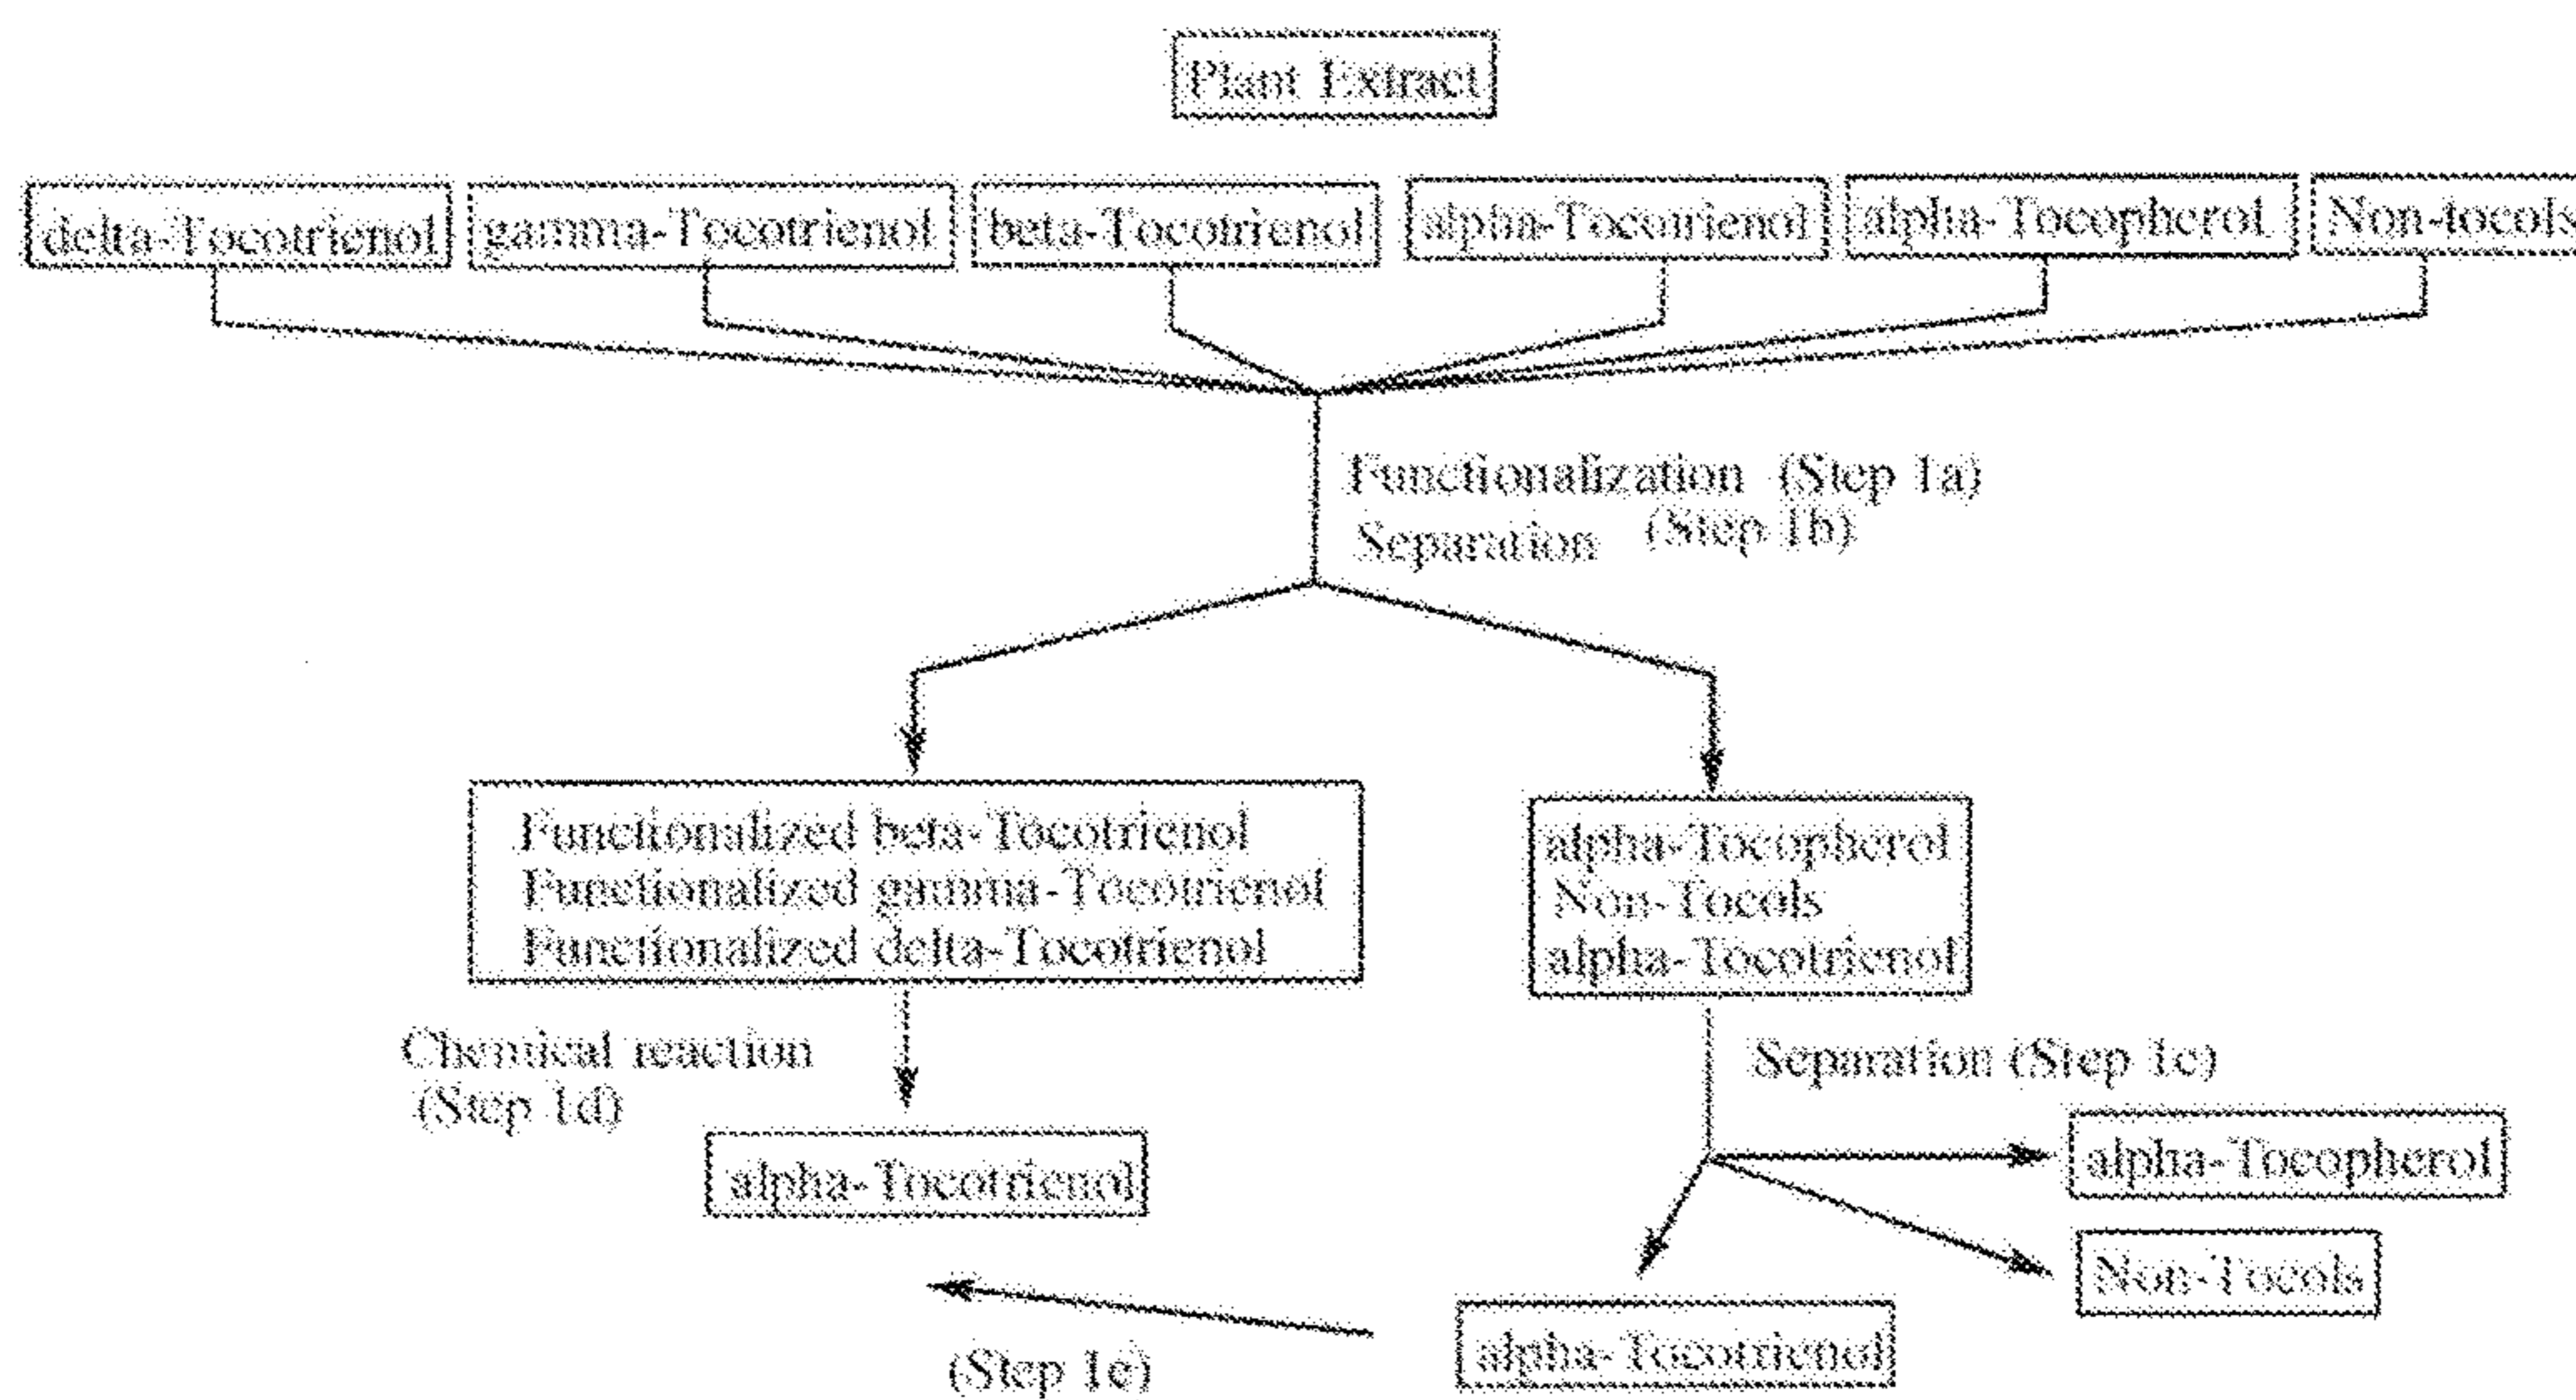 Plant Extract
delta-Tocotrienol
gamma-Tocotrienol
beta-Tocotrienol
alpha-Tocotrienol
alpha-Tocopherol
Non-tocols
Functionalization (Step 1a)
Separation (Step 1b)
Functionalized beta-Tocotrienol
Functionalized gamma-Tocotrienol
Functionalized delta-Tocotrienol
alpha-Tocopherol
Non-Tocols
alpha-Tocotrienol
Chemical reaction
(Step 1d)
Separation (Step 1c)
alpha-Tocotrienol
alpha-Tocopherol
Non-Tocols
alpha-Tocotrienol
(Step 1e)